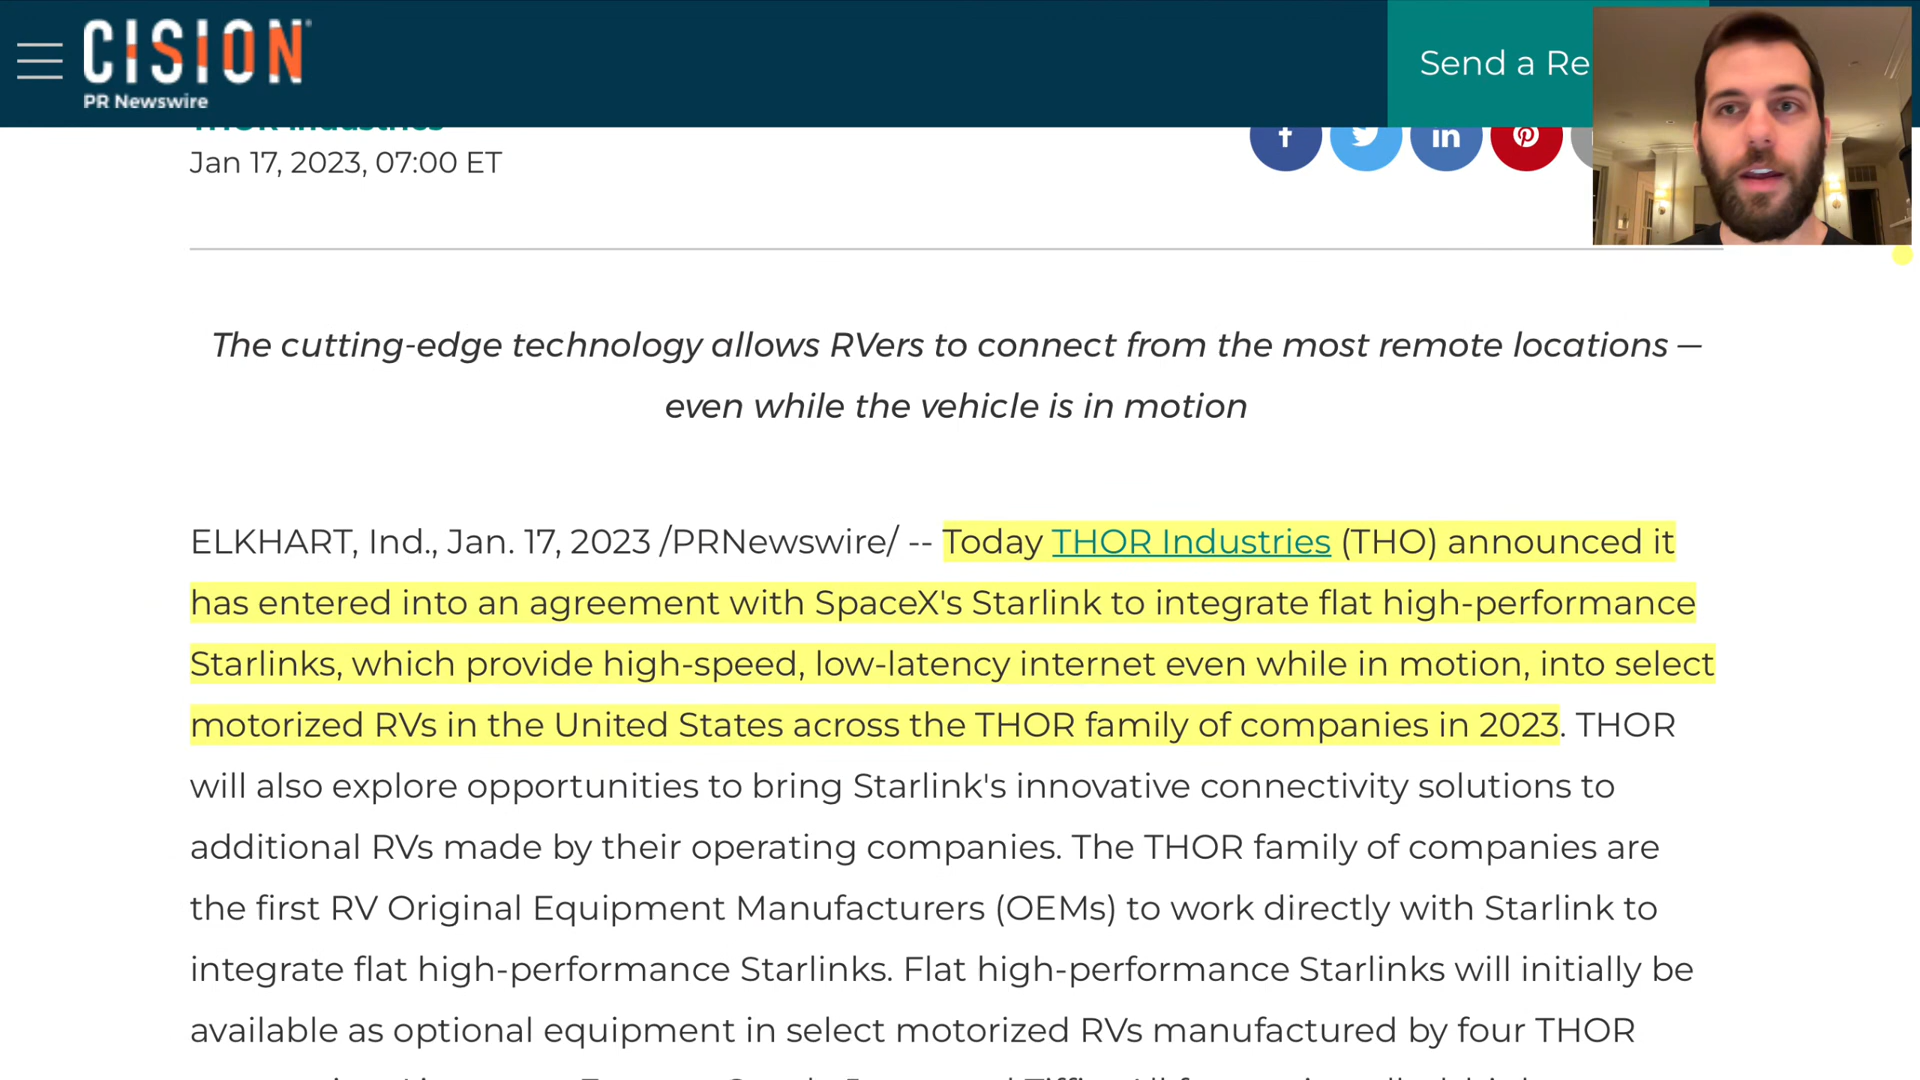 CISION
PR Newswire
Send a Re
THOR Industries
Jan 17, 2023, 07:00 ET
The cutting-edge technology allows RVers to connect from the most remote locations —
even while the vehicle is in motion
ELKHART, Ind., Jan. 17, 2023 /PRNewswire/ -- Today THOR Industries (THO) announced it
has entered into an agreement with SpaceX's Starlink to integrate flat high-performance
Starlinks, which provide high-speed, low-latency internet even while in motion, into select
motorized RVs in the United States across the THOR family of companies in 2023. THOR
will also explore opportunities to bring Starlink's innovative connectivity solutions to
additional RVs made by their operating companies. The THOR family of companies are
the first RV Original Equipment Manufacturers (OEMs) to work directly with Starlink to
integrate flat high-performance Starlinks. Flat high-performance Starlinks will initially be
available as optional equipment in select motorized RVs manufactured by four THOR